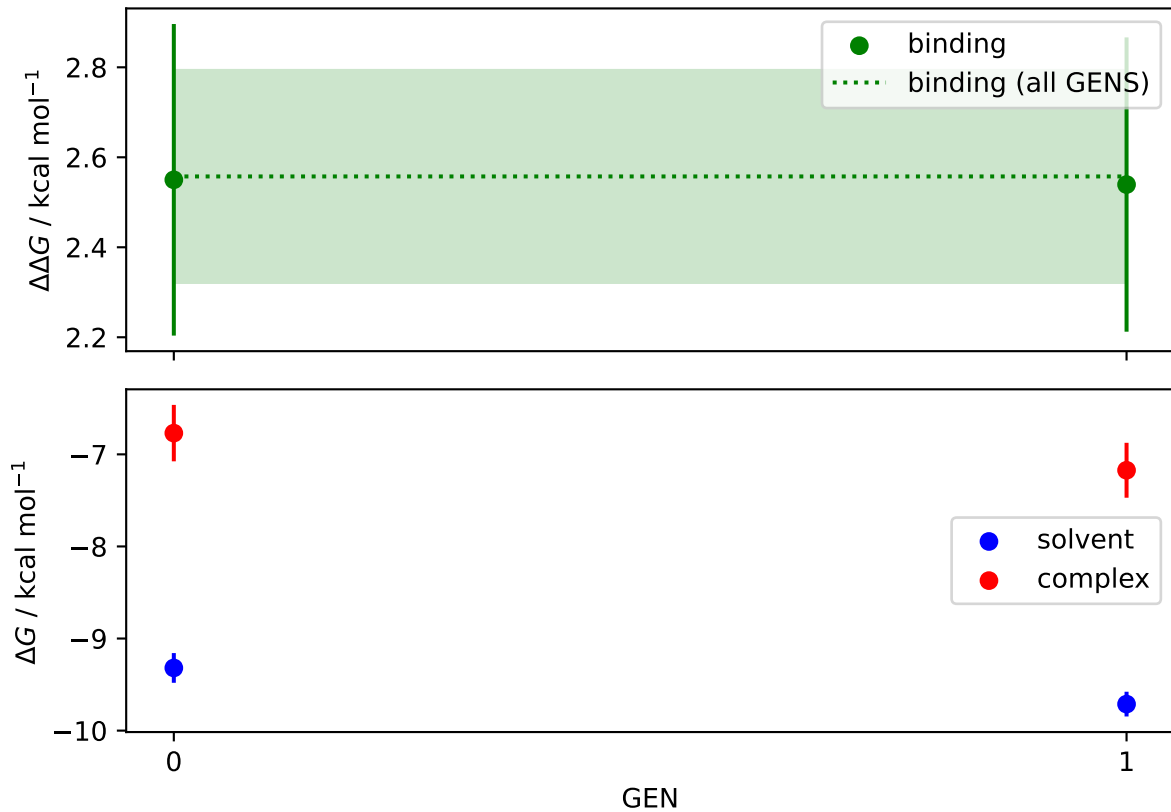 ΔΔG / kcal mol⁻¹
2.8
2.6
2.4
2.2
binding
binding (all GENS)
ΔG / kcal mol⁻¹
−7
−8
−9
−10
solvent
complex
0
1
GEN